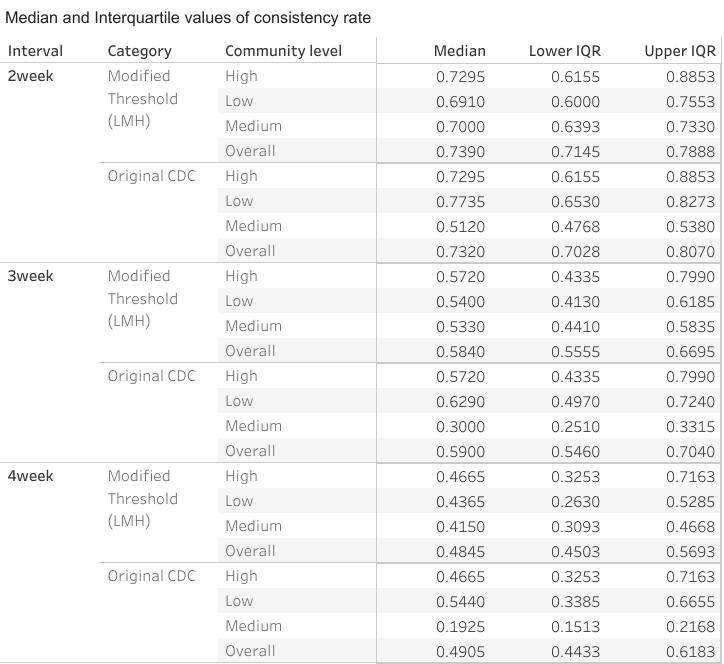 Median and Interquartile values of consistency rate
Interval Category Community level Median Lower IQR Upper IQR
2week Modified High 0.7295 0.6155 0.8853
Threshold Low 0.6910 0.6000 0.7553
(LMH) Medium 0.7000 0.6393 0.7330
Overall 0.7390 0.7145 0.7888
Original CDC High 0.7295 0.6155 0.8853
Low 0.7735 0.6530 0.8273
Medium 0.5120 0.4768 0.5380
Overall 0.7320 0.7028 0.8070
3week Modified High 0.5720 0.4335 0.7990
Threshold Low 0.5400 0.4130 0.6185
(LMH) Medium 0.5330 0.4410 0.5835
Overall 0.5840 0.5555 0.6695
Original CDC High 0.5720 0.4335 0.7990
Low 0.6290 0.4970 0.7240
Medium 0.3000 0.2510 0.3315
Overall 0.5900 0.5460 0.7040
4week Modified High 0.4665 0.3253 0.7163
Threshold Low 0.4365 0.2630 0.5285
(LMH) Medium 0.4150 0.3093 0.4668
Overall 0.4845 0.4503 0.5693
Original CDC High 0.4665 0.3253 0.7163
Low 0.5440 0.3385 0.6655
Medium 0.1925 0.1513 0.2168
Overall 0.4905 0.4433 0.6183